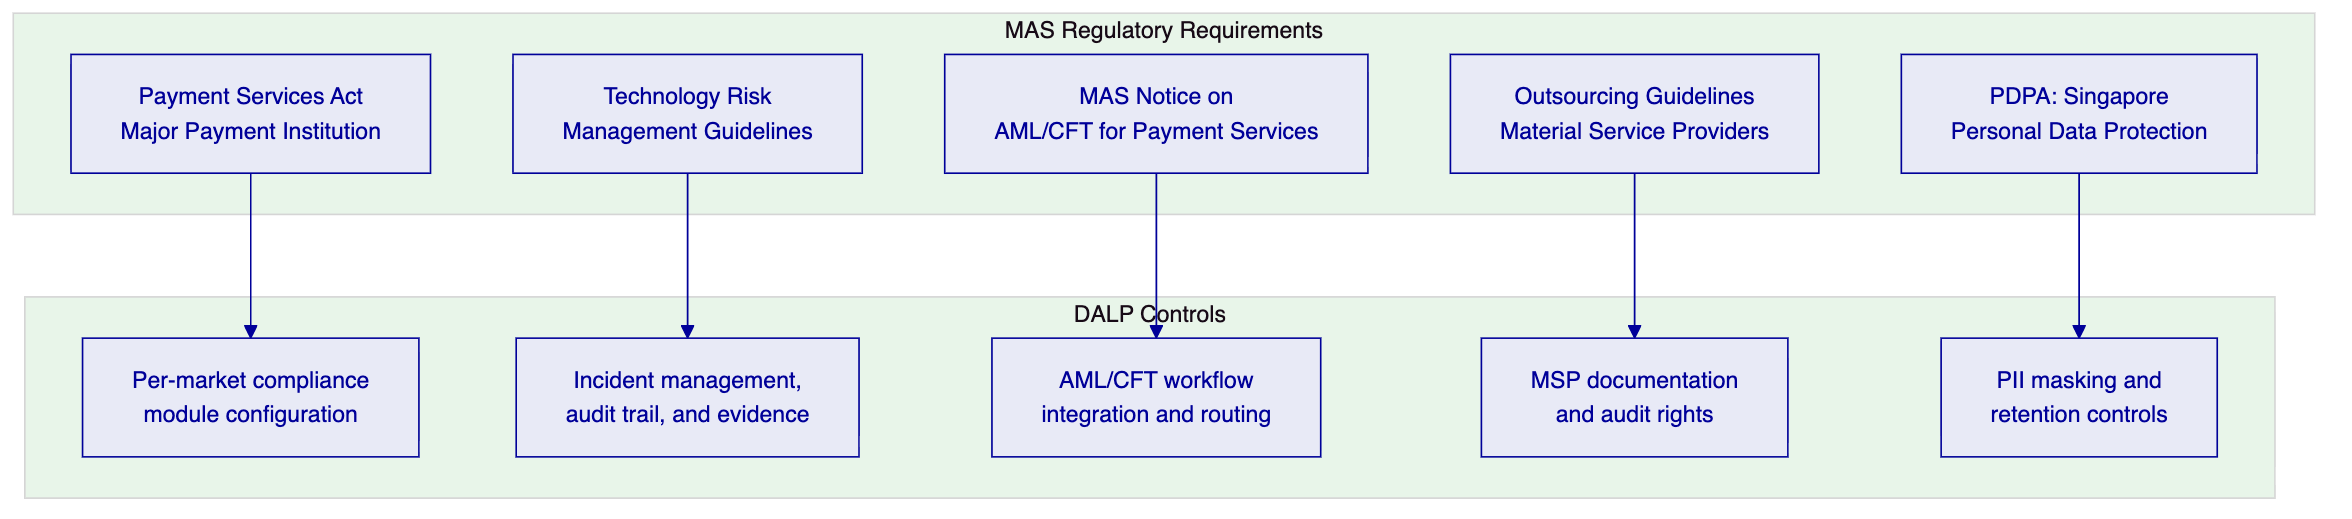 MAS Regulatory Requirements
Payment Services Act
Major Payment Institution
Technology Risk
Management Guidelines
MAS Notice on
AML/CFT for Payment Services
Outsourcing Guidelines
Material Service Providers
PDPA: Singapore
Personal Data Protection
DALP Controls
Per-market compliance
module configuration
Incident management,
audit trail, and evidence
AML/CFT workflow
integration and routing
MSP documentation
and audit rights
PII masking and
retention controls